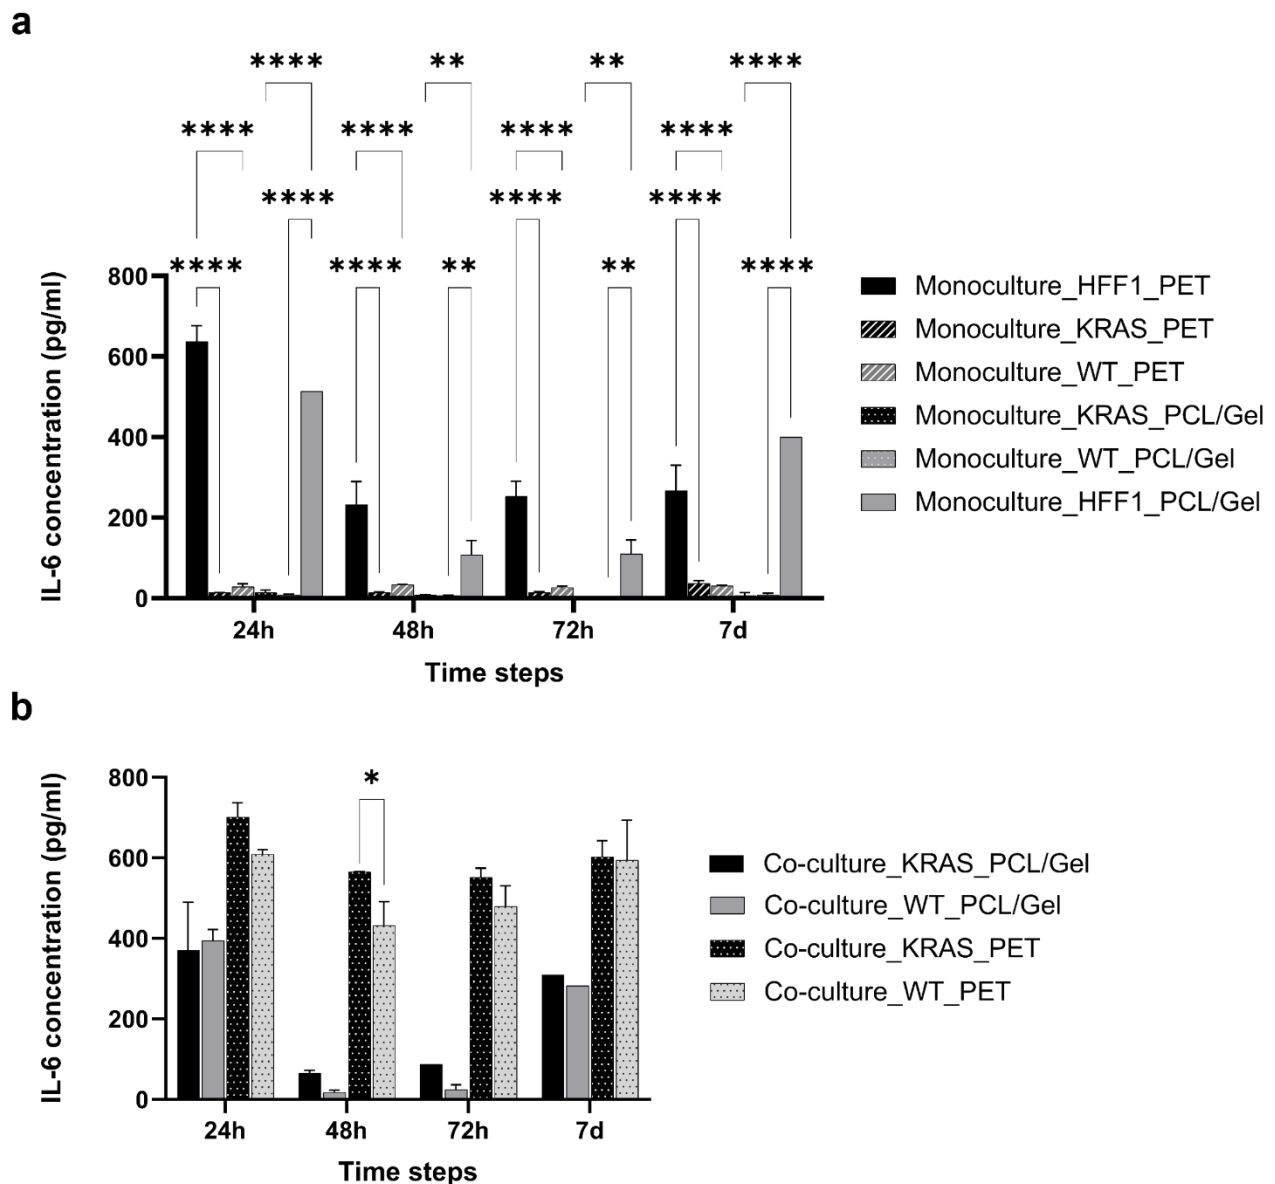 a
**** ** ** ****
**** **** **** ****
**** **** ****
**** **** ** ** ****
IL-6 concentration (pg/ml)
800
600
400
200
0
24h 48h 72h 7d
Time steps
Monoculture_HFF1_PET
Monoculture_KRAS_PET
Monoculture_WT_PET
Monoculture_KRAS_PCL/Gel
Monoculture_WT_PCL/Gel
Monoculture_HFF1_PCL/Gel
b
*
IL-6 concentration (pg/ml)
800
600
400
200
0
24h 48h 72h 7d
Time steps
Co-culture_KRAS_PCL/Gel
Co-culture_WT_PCL/Gel
Co-culture_KRAS_PET
Co-culture_WT_PET